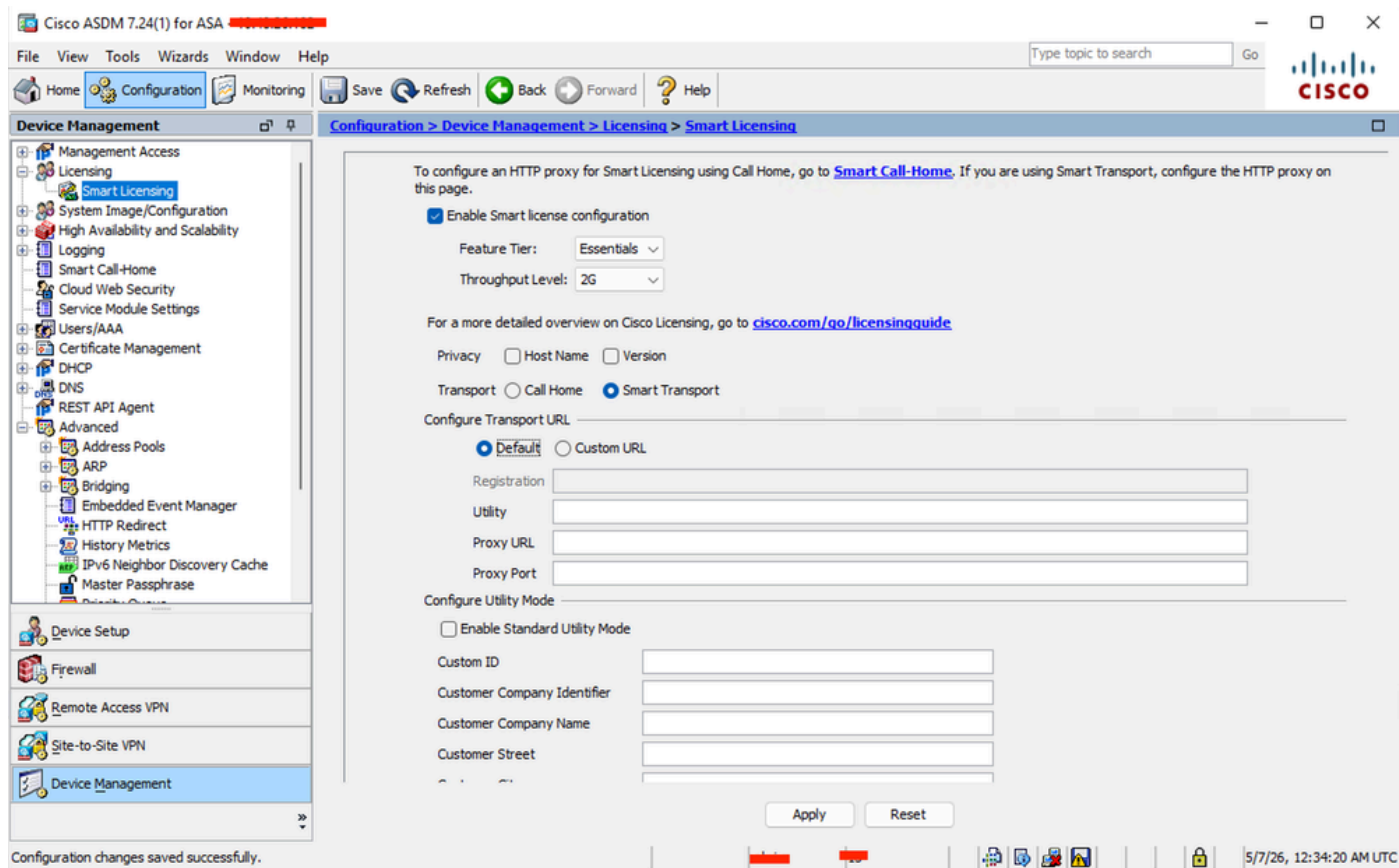 Cisco ASDM 7.24(1) for ASA -
File View Tools Wizards Window Help
Type topic to search Go
Home Configuration Monitoring Save Refresh Back Forward Help
CISCO
Device Management
Configuration > Device Management > Licensing > Smart Licensing
Management Access
Licensing
Smart Licensing
System Image/Configuration
High Availability and Scalability
Logging
Smart Call-Home
Cloud Web Security
Service Module Settings
Users/AAA
Certificate Management
DHCP
DNS
REST API Agent
Advanced
Address Pools
ARP
Bridging
Embedded Event Manager
HTTP Redirect
History Metrics
IPv6 Neighbor Discovery Cache
Master Passphrase
Device Setup
Firewall
Remote Access VPN
Site-to-Site VPN
Device Management
To configure an HTTP proxy for Smart Licensing using Call Home, go to Smart Call-Home. If you are using Smart Transport, configure the HTTP proxy on
this page.
Enable Smart license configuration
Feature Tier: Essentials
Throughput Level: 2G
For a more detailed overview on Cisco Licensing, go to cisco.com/go/licensingguide
Privacy Host Name Version
Transport Call Home Smart Transport
Configure Transport URL
Default Custom URL
Registration
Utility
Proxy URL
Proxy Port
Configure Utility Mode
Enable Standard Utility Mode
Custom ID
Customer Company Identifier
Customer Company Name
Customer Street
Apply Reset
Configuration changes saved successfully.
5/7/26, 12:34:20 AM UTC